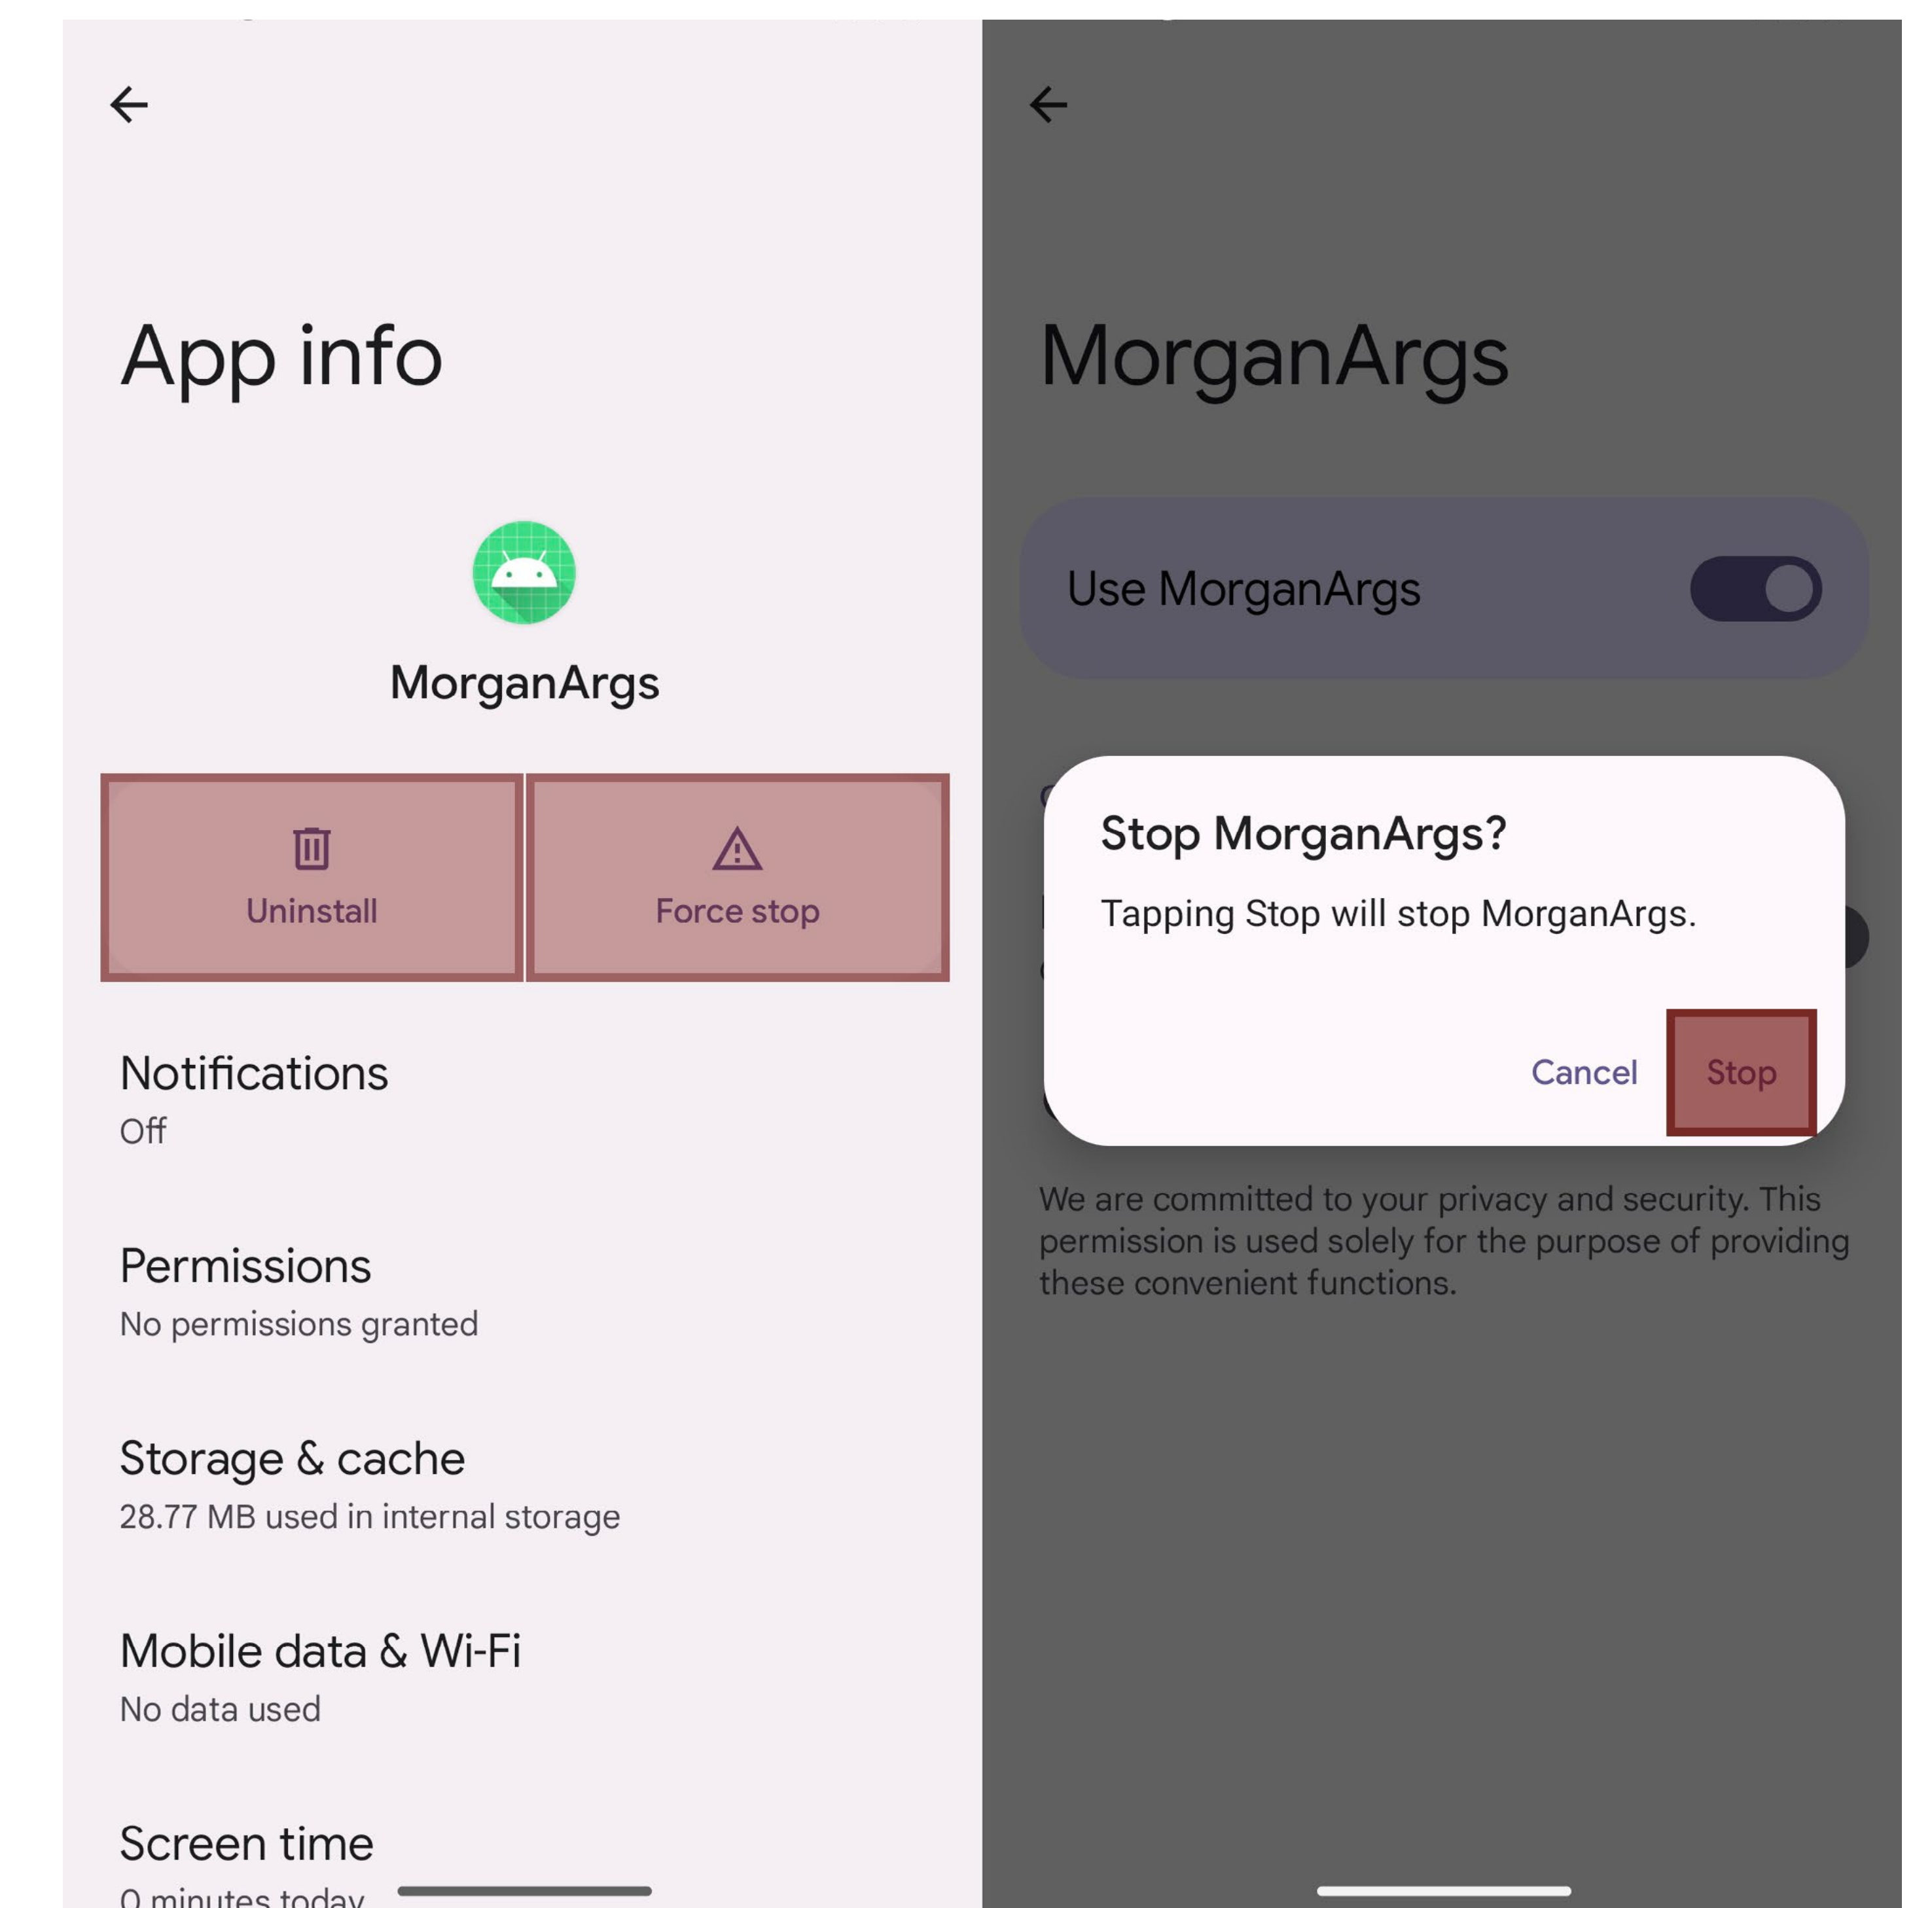 App info
MorganArgs
Uninstall
Force stop
Notifications
Off
Permissions
No permissions granted
Storage & cache
28.77 MB used in internal storage
Mobile data & Wi-Fi
No data used
Screen time
0 minutes today
MorganArgs
Use MorganArgs
Stop MorganArgs?
Tapping Stop will stop MorganArgs.
Cancel
Stop
We are committed to your privacy and security. This
permission is used solely for the purpose of providing
these convenient functions.